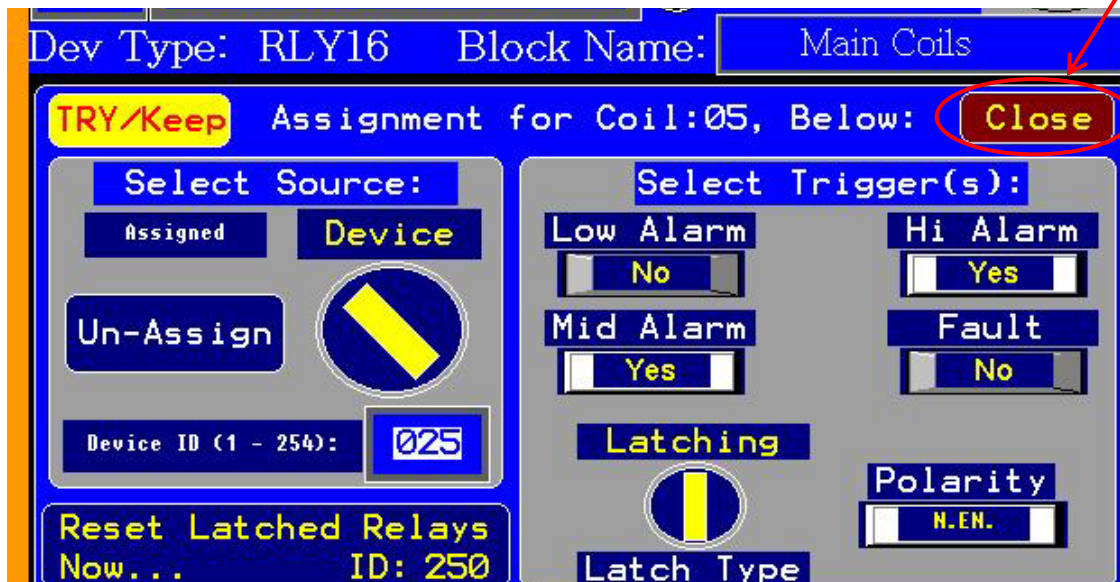 Dev Type: RLY16 Block Name: Main Coils
TRY/Keep Assignment for Coil:05, Below: Close
Select Source:
Assigned Device
Un-Assign
Device ID (1 - 254): 025
Reset Latched Relays
Now... ID: 250
Select Trigger(s):
Low Alarm Hi Alarm
No Yes
Mid Alarm Fault
Yes No
Latching
Polarity
N.EN.
Latch Type